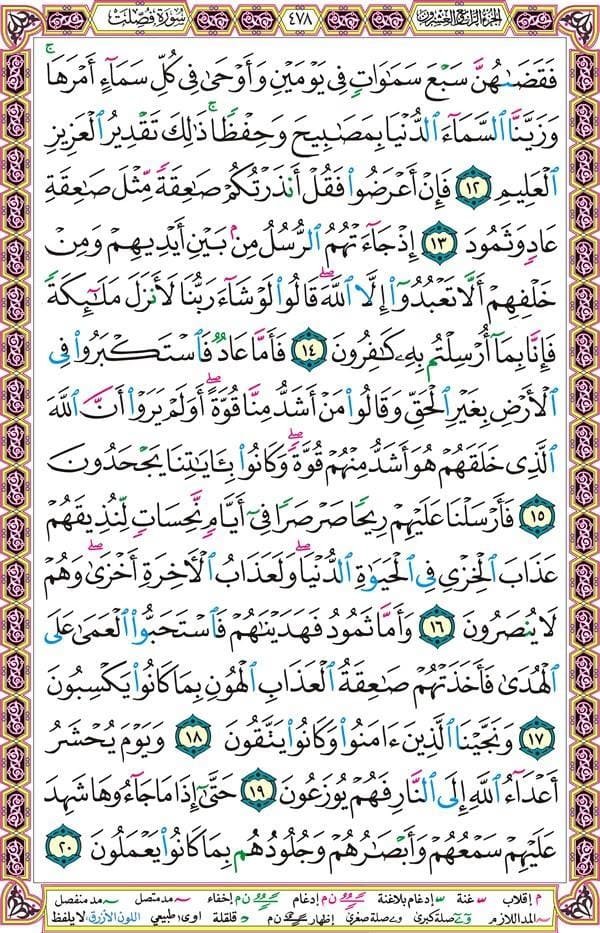 سورة فصلت
٤٧٨
الجزء الرابع والعشرون
فَقَضَىٰهُنَّ سَبْعَ سَمَٰوَاتٍ فِى يَوْمَيْنِ وَأَوْحَىٰ فِى كُلِّ سَمَآءٍ أَمْرَهَا ۚ
وَزَيَّنَّا ٱلسَّمَآءَ ٱلدُّنْيَا بِمَصَٰبِيحَ وَحِفْظًا ۚ ذَٰلِكَ تَقْدِيرُ ٱلْعَزِيزِ
ٱلْعَلِيمِ ١٢ فَإِنْ أَعْرَضُوا۟ فَقُلْ أَنذَرْتُكُمْ صَٰعِقَةً مِّثْلَ صَٰعِقَةِ
عَادٍ وَثَمُودَ ١٣ إِذْ جَآءَتْهُمُ ٱلرُّسُلُ مِنۢ بَيْنِ أَيْدِيهِمْ وَمِنْ
خَلْفِهِمْ أَلَّا تَعْبُدُوٓا۟ إِلَّا ٱللَّهَ ۖ قَالُوا۟ لَوْ شَآءَ رَبُّنَا لَأَنزَلَ مَلَٰٓئِكَةً
فَإِنَّا بِمَآ أُرْسِلْتُم بِهِۦ كَٰفِرُونَ ١٤ فَأَمَّا عَادٌ فَٱسْتَكْبَرُوا۟ فِى
ٱلْأَرْضِ بِغَيْرِ ٱلْحَقِّ وَقَالُوا۟ مَنْ أَشَدُّ مِنَّا قُوَّةً ۖ أَوَلَمْ يَرَوْا۟ أَنَّ ٱللَّهَ
ٱلَّذِى خَلَقَهُمْ هُوَ أَشَدُّ مِنْهُمْ قُوَّةً ۖ وَكَانُوا۟ بِـَٔايَٰتِنَا يَجْحَدُونَ
١٥ فَأَرْسَلْنَا عَلَيْهِمْ رِيحًا صَرْصَرًا فِىٓ أَيَّامٍ نَّحِسَاتٍ لِّنُذِيقَهُمْ
عَذَابَ ٱلْخِزْىِ فِى ٱلْحَيَوٰةِ ٱلدُّنْيَا ۖ وَلَعَذَابُ ٱلْـَٔاخِرَةِ أَخْزَىٰ ۖ وَهُمْ
لَا يُنصَرُونَ ١٦ وَأَمَّا ثَمُودُ فَهَدَيْنَٰهُمْ فَٱسْتَحَبُّوا۟ ٱلْعَمَىٰ عَلَى
ٱلْهُدَىٰ فَأَخَذَتْهُمْ صَٰعِقَةُ ٱلْعَذَابِ ٱلْهُونِ بِمَا كَانُوا۟ يَكْسِبُونَ
١٧ وَنَجَّيْنَا ٱلَّذِينَ ءَامَنُوا۟ وَكَانُوا۟ يَتَّقُونَ ١٨ وَيَوْمَ يُحْشَرُ
أَعْدَآءُ ٱللَّهِ إِلَى ٱلنَّارِ فَهُمْ يُوزَعُونَ ١٩ حَتَّىٰٓ إِذَا مَا جَآءُوهَا شَهِدَ
عَلَيْهِمْ سَمْعُهُمْ وَأَبْصَٰرُهُمْ وَجُلُودُهُم بِمَا كَانُوا۟ يَعْمَلُونَ ٢٠
م إقلاب غنة إدغام بلاغنة ن م إدغام ن م إخفاء مد متصل مد منفصل
المد اللازم صلة كبرى صلة صغرى إظهار ن م قلقلة اوى: طبيعي اللون الأزرق: لا يلفظ